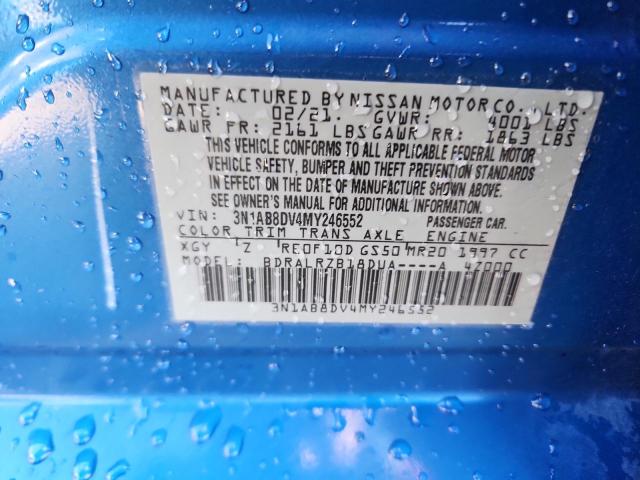 MANUFACTURED BY NISSAN MOTOR CO., LTD.
DATE: 02/21. GVWR: 4001 LBS
GAWR FR: 2161 LBS GAWR RR: 1863 LBS
THIS VEHICLE CONFORMS TO ALL APPLICABLE FEDERAL MOTOR
VEHICLE SAFETY, BUMPER AND THEFT PREVENTION STANDARDS
IN EFFECT ON THE DATE OF MANUFACTURE SHOWN ABOVE.
SEE OWNER'S MANUAL FOR ADDITIONAL INFORMATION.
VIN: 3N1AB8DV4MY246552 PASSENGER CAR.
COLOR TRIM TRANS AXLE ENGINE
XGY Z RE0F10D GS50 MR20 1997 CC
MODEL: BDRALRZB18DUA----A 4Z000
3N1AB8DV4MY246552